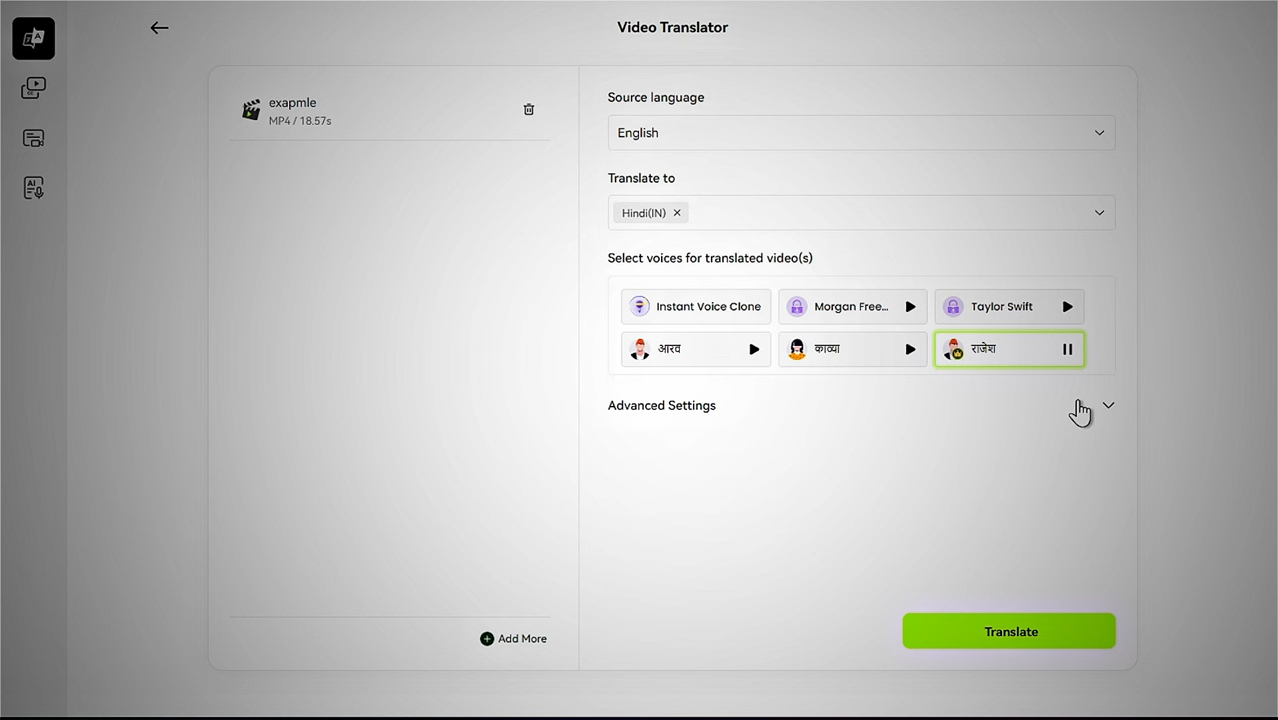 Video Translator
exapmle
MP4 / 18.57s
Add More
Source language
English
Translate to
Hindi(IN) ×
Select voices for translated video(s)
Instant Voice Clone
Morgan Free...
Taylor Swift
आरव
काव्या
राजेश
Advanced Settings
Translate